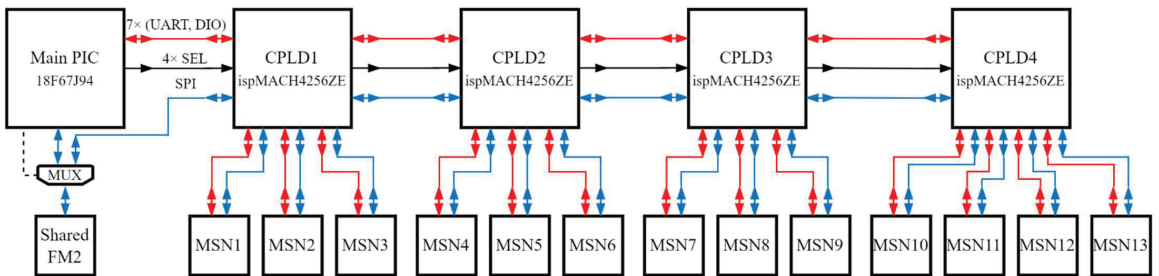 7× (UART, DIO)
Main PIC
18F67J94
4× SEL
SPI
CPLD1
ispMACH4256ZE
CPLD2
ispMACH4256ZE
CPLD3
ispMACH4256ZE
CPLD4
ispMACH4256ZE
MUX
Shared
FM2
MSN1
MSN2
MSN3
MSN4
MSN5
MSN6
MSN7
MSN8
MSN9
MSN10
MSN11
MSN12
MSN13